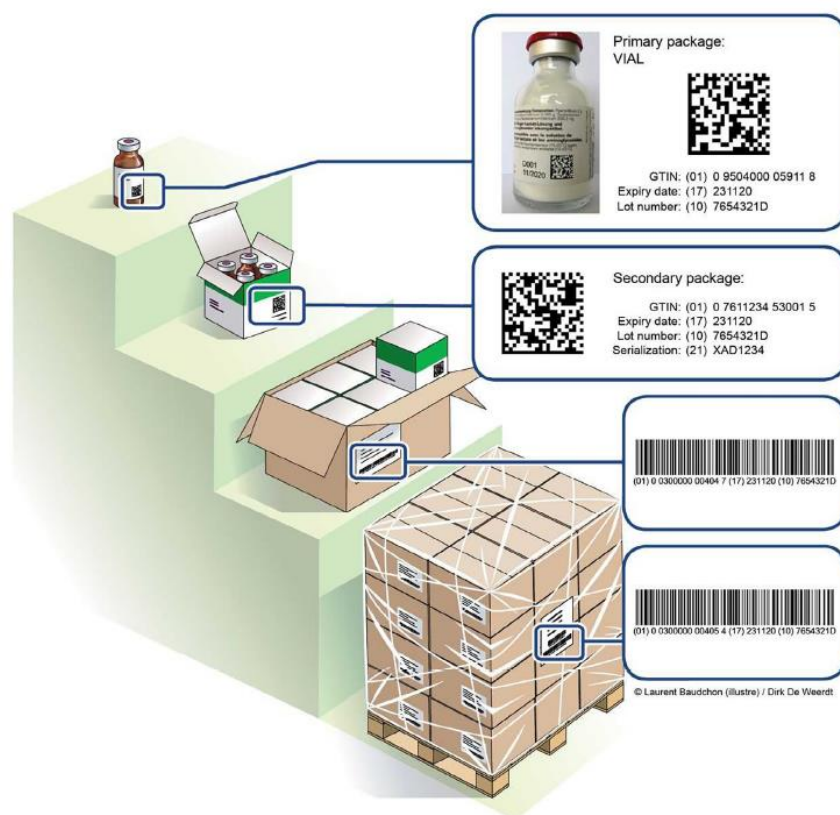 Primary package:
VIAL
GTIN: (01) 0 9504000 05911 8
Expiry date: (17) 231120
Lot number: (10) 7654321D
0001
11/2020
Secondary package:
GTIN: (01) 0 7611234 53001 5
Expiry date: (17) 231120
Lot number: (10) 7654321D
Serialization: (21) XAD1234
(01) 0 0300000 00404 7 (17) 231120 (10) 7654321D
(01) 0 0300000 00405 4 (17) 231120 (10) 7654321D
© Laurent Baudchon (illustre) / Dirk De Weerdt